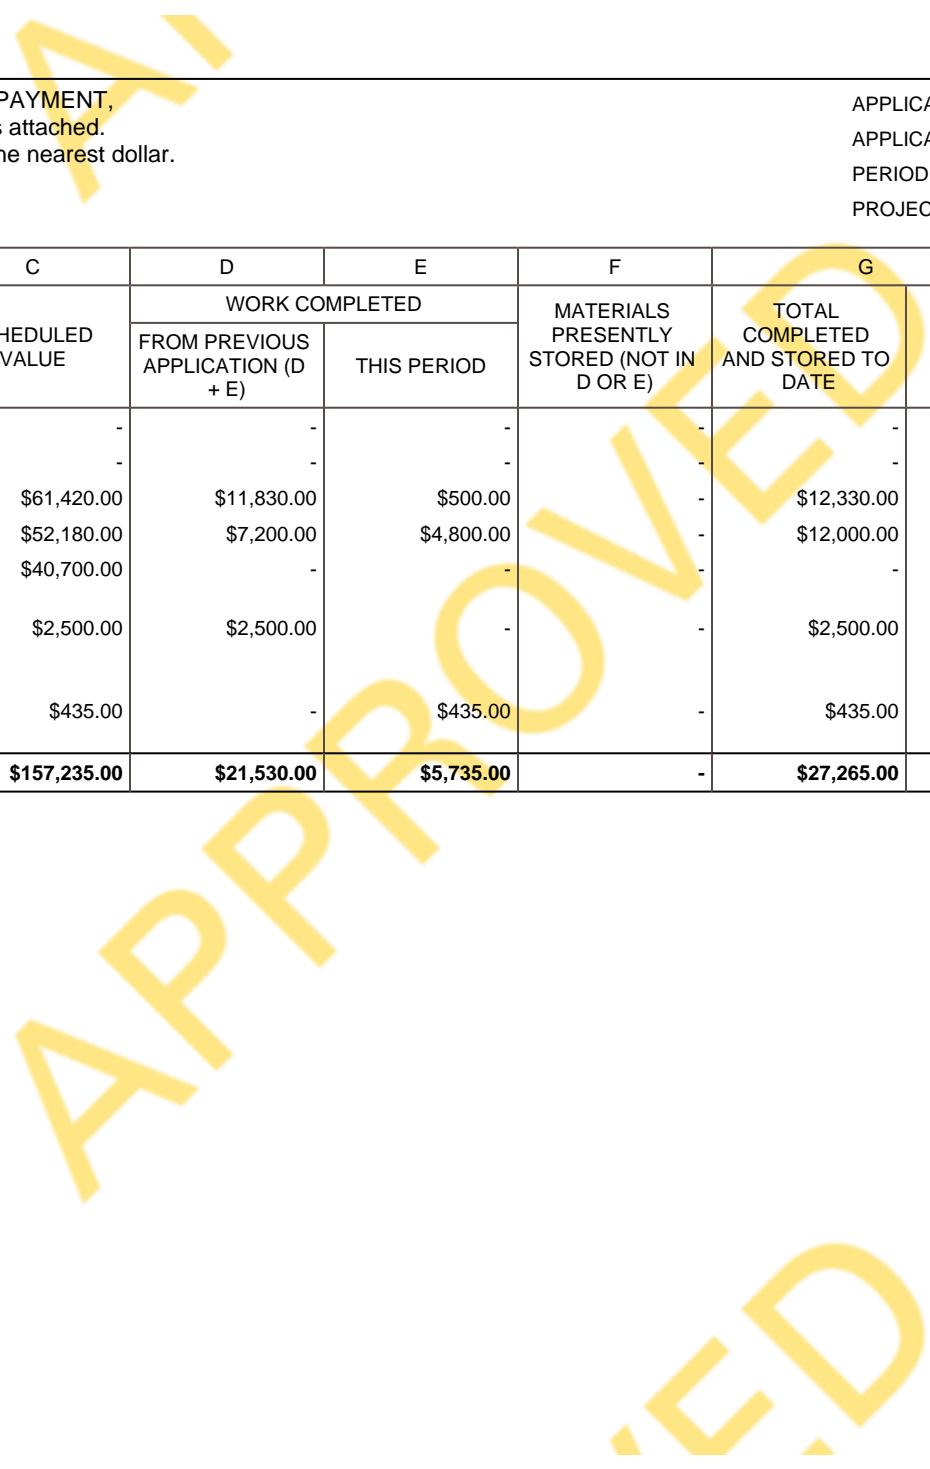 PAYMENT,
s attached.
he nearest dollar.
APPLICA
APPLICA
PERIOD
PROJEC
C D E F G
HEDULED VALUE
WORK COMPLETED
FROM PREVIOUS APPLICATION (D + E)
THIS PERIOD
MATERIALS PRESENTLY STORED (NOT IN D OR E)
TOTAL COMPLETED AND STORED TO DATE
- - - - -
- - - - -
$61,420.00 $11,830.00 $500.00 - $12,330.00
$52,180.00 $7,200.00 $4,800.00 - $12,000.00
$40,700.00 - - - -
$2,500.00 $2,500.00 - - $2,500.00
$435.00 - $435.00 - $435.00
$157,235.00 $21,530.00 $5,735.00 - $27,265.00
APPROVED